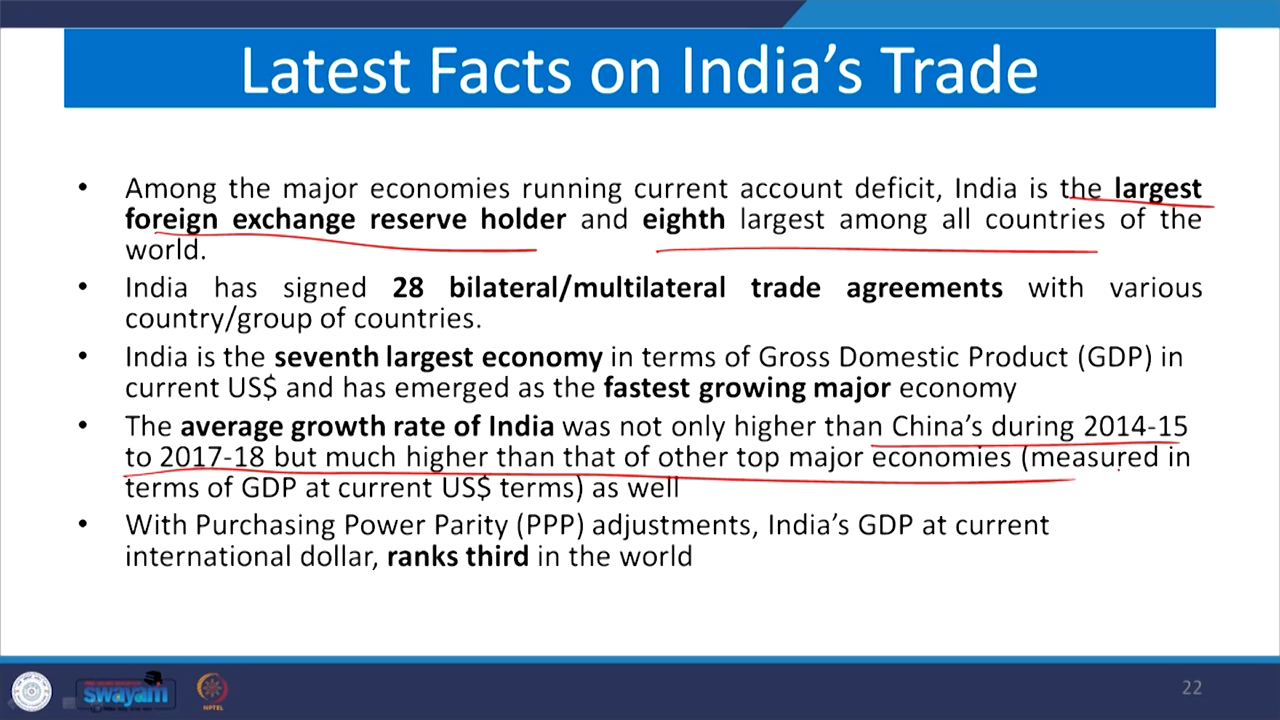 Latest Facts on India's Trade
• Among the major economies running current account deficit, India is the largest
foreign exchange reserve holder and eighth largest among all countries of the
world.
• India has signed 28 bilateral/multilateral trade agreements with various
country/group of countries.
• India is the seventh largest economy in terms of Gross Domestic Product (GDP) in
current US$ and has emerged as the fastest growing major economy
• The average growth rate of India was not only higher than China's during 2014-15
to 2017-18 but much higher than that of other top major economies (measured in
terms of GDP at current US$ terms) as well
• With Purchasing Power Parity (PPP) adjustments, India's GDP at current
international dollar, ranks third in the world
swayam
NPTEL
22